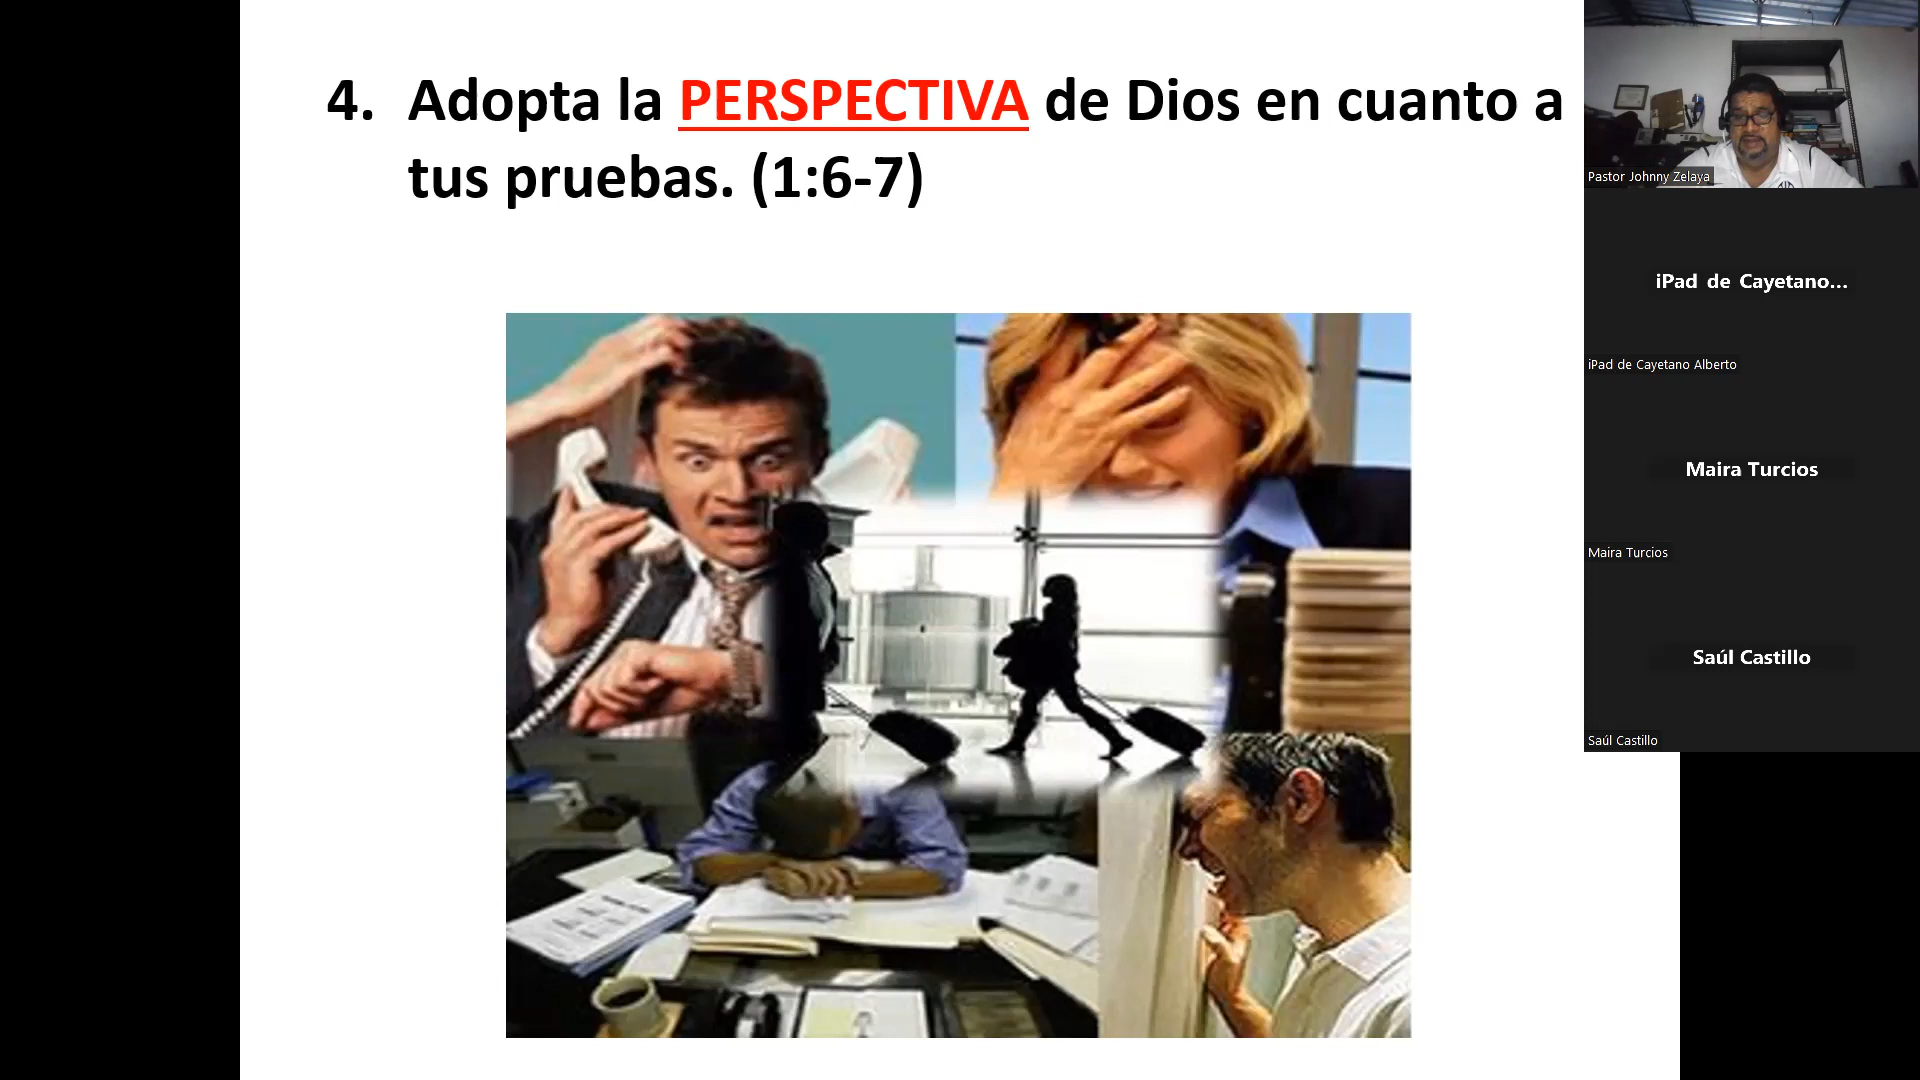 4. Adopta la PERSPECTIVA de Dios en cuanto a
tus pruebas. (1:6-7)
Pastor Johnny Zelaya
iPad de Cayetano...
iPad de Cayetano Alberto
Maira Turcios
Maira Turcios
Saúl Castillo
Saúl Castillo